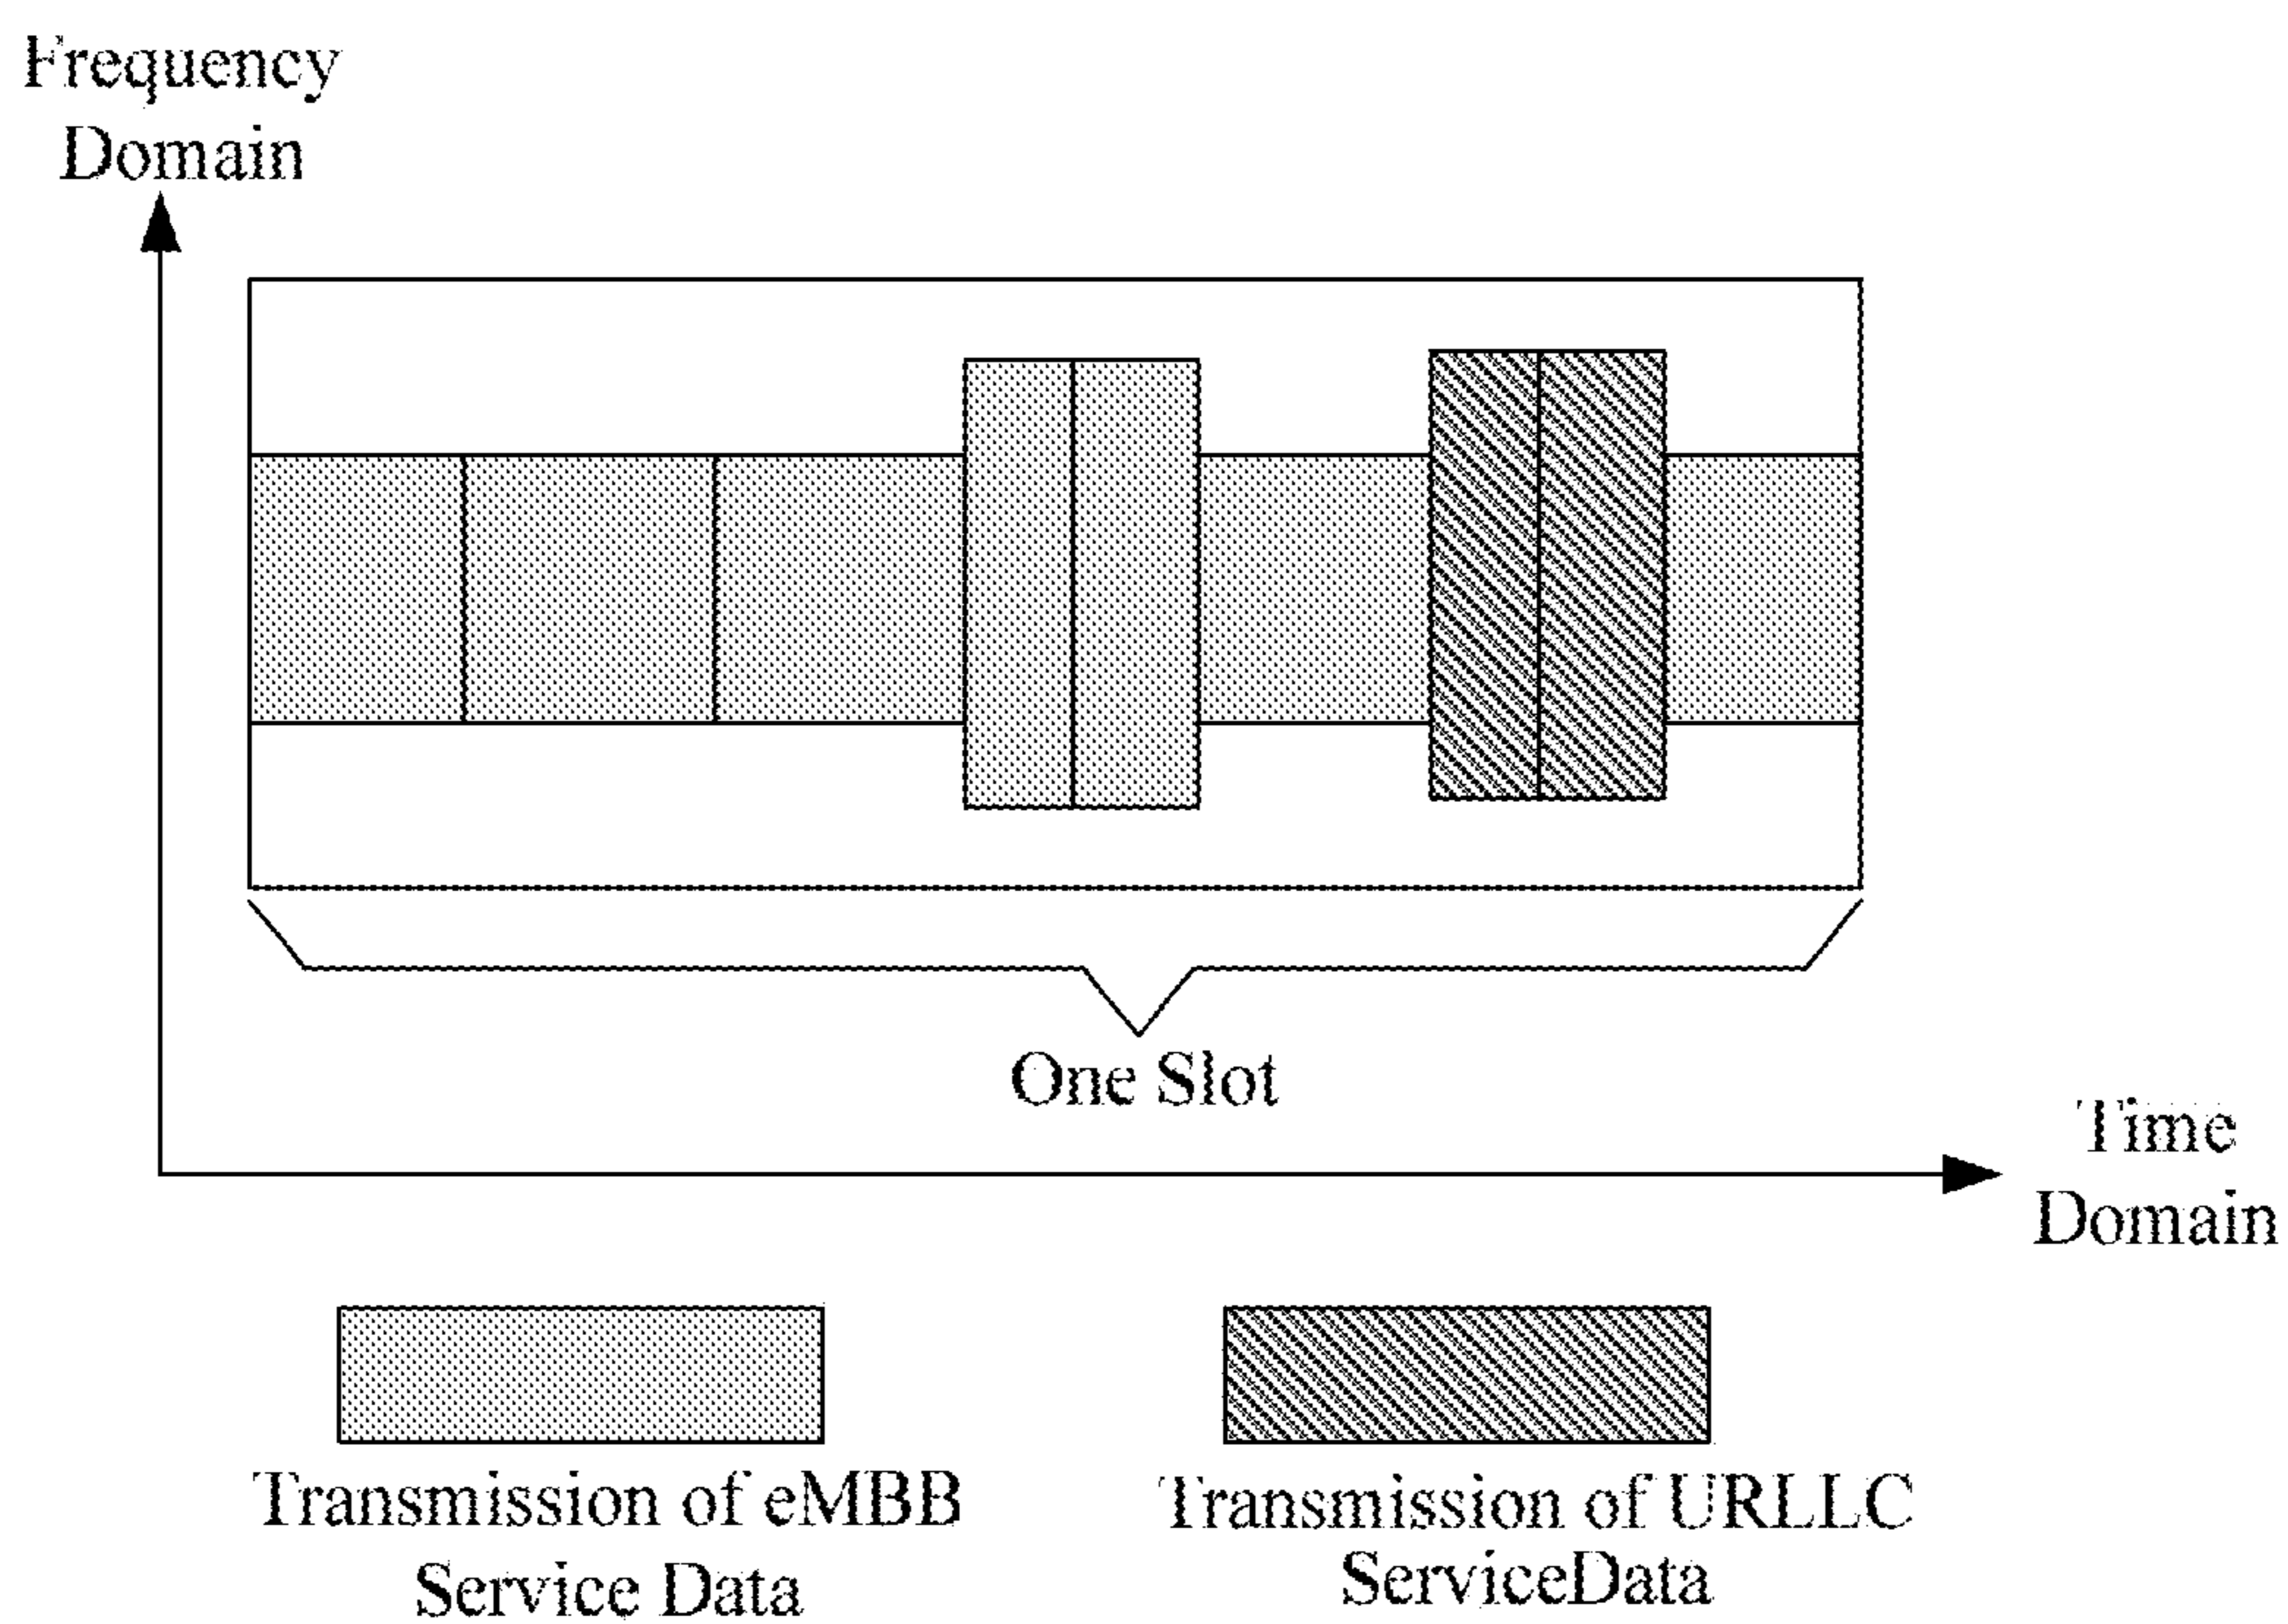 Frequency
Domain
One Slot
Time
Domain
Transmission of eMBB
Service Data
Transmission of URLLC
ServiceData